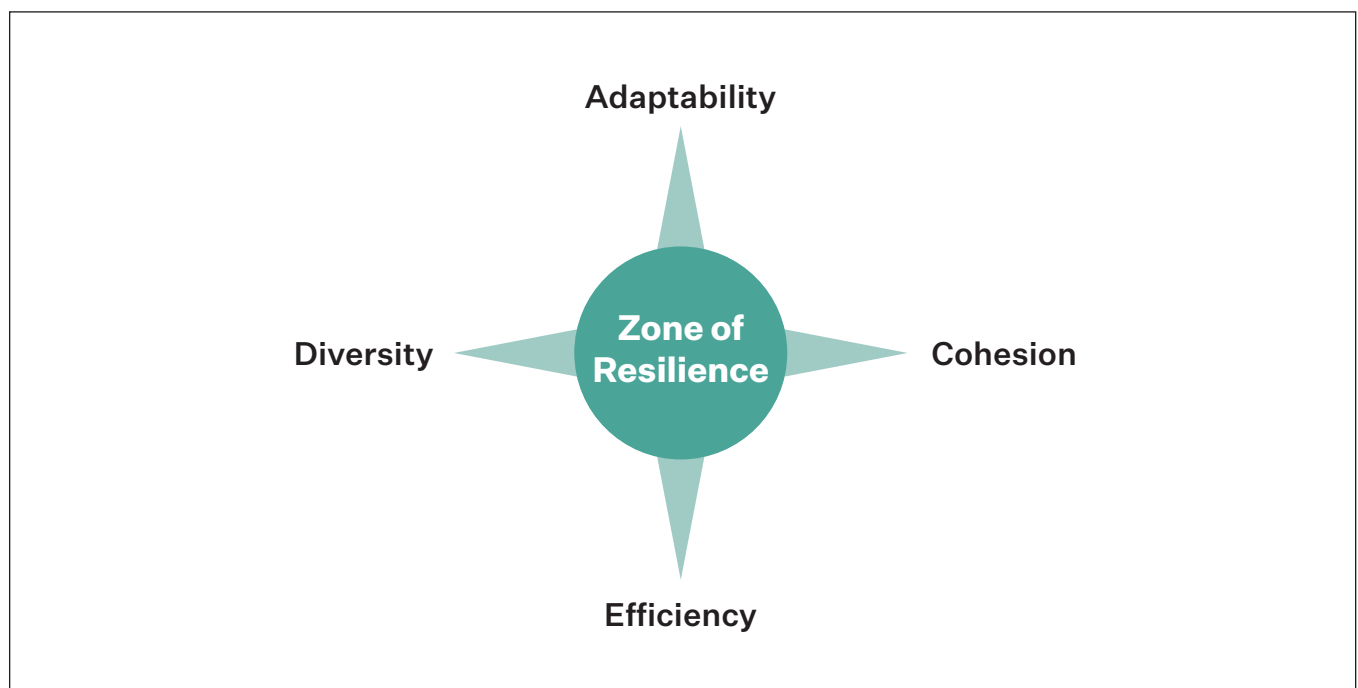 Adaptability
Diversity
Zone of
Resilience
Cohesion
Efficiency